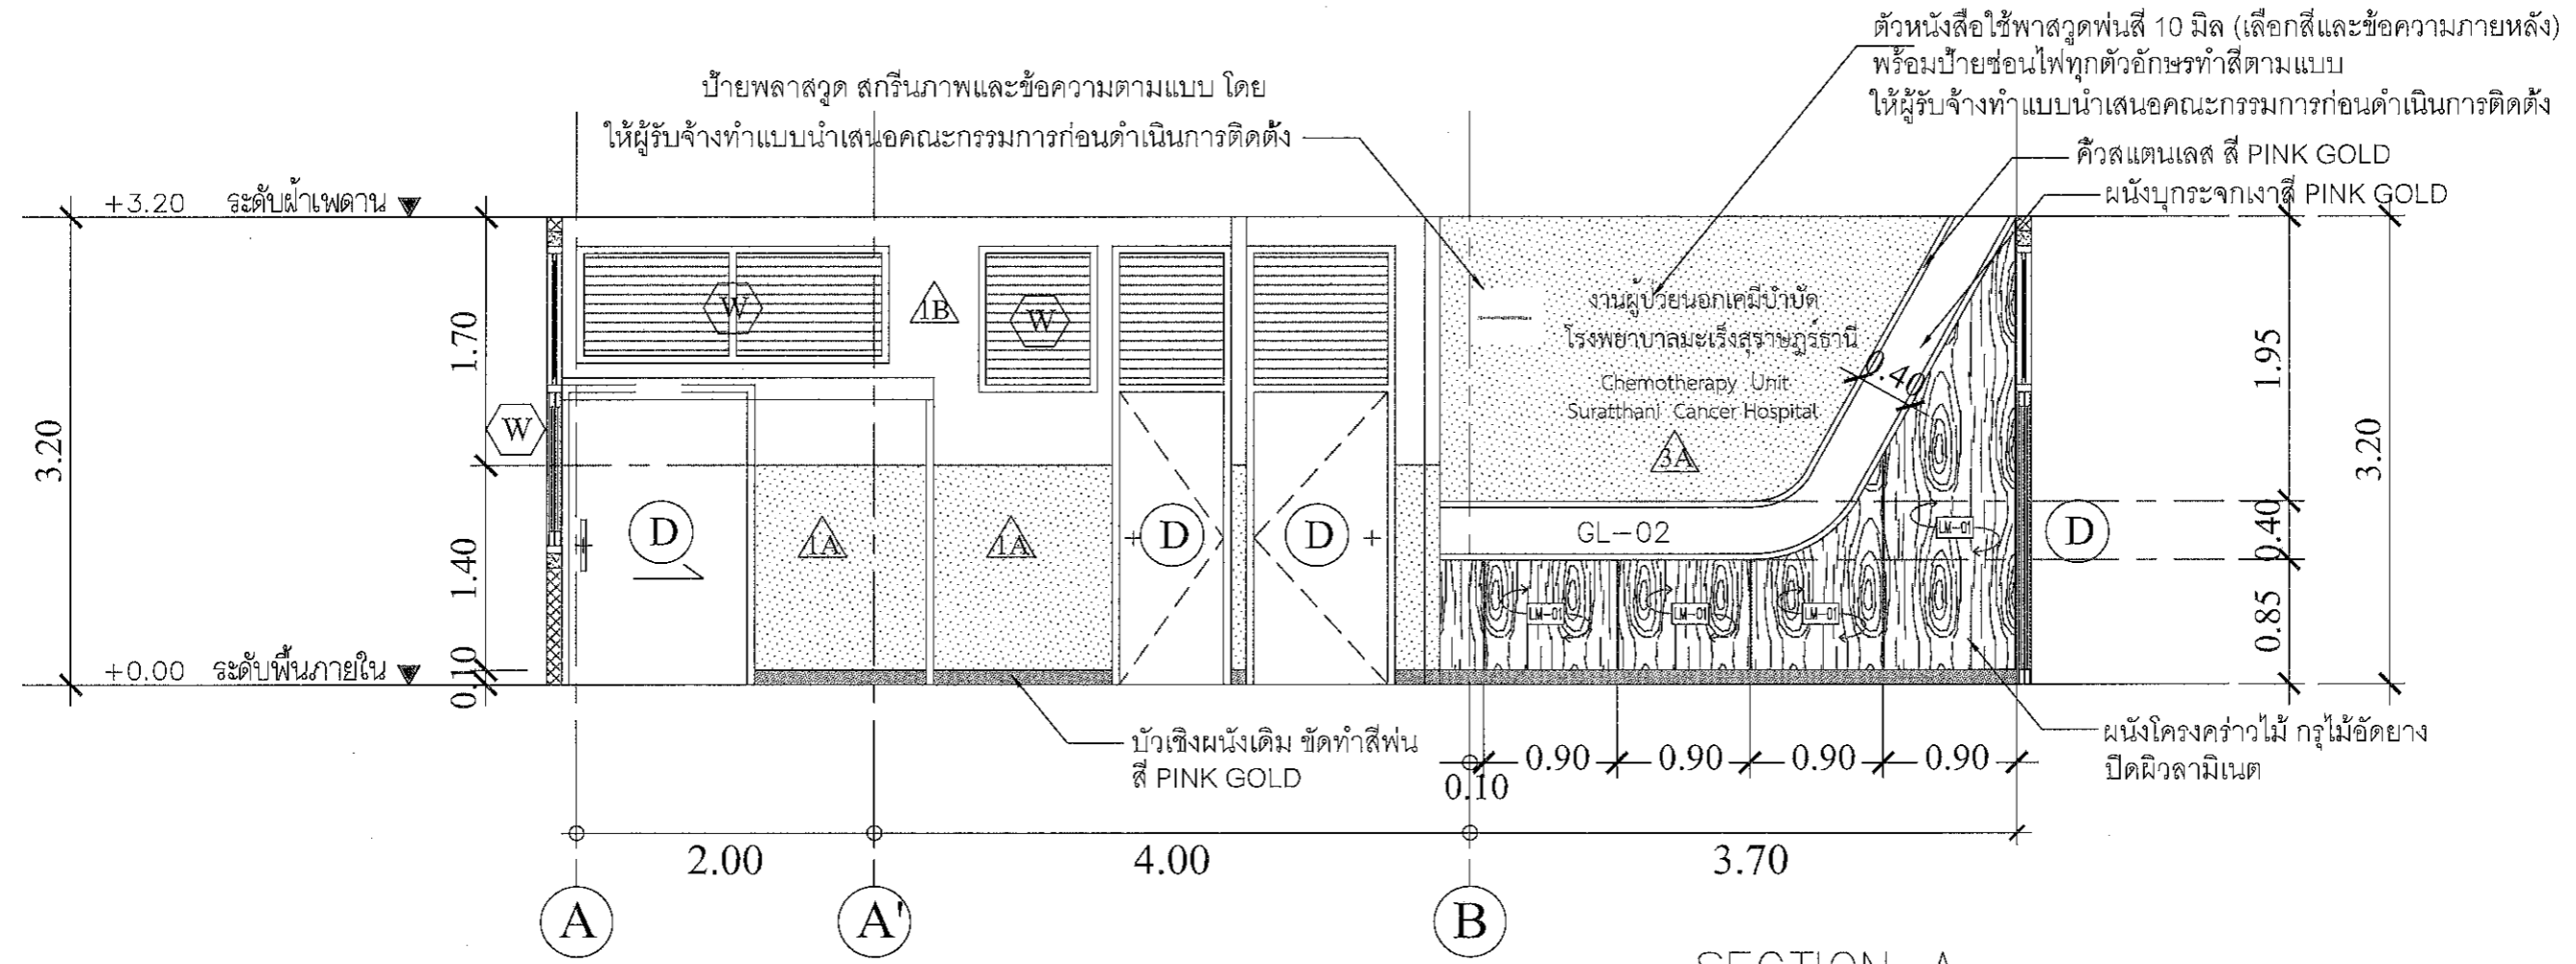 ตัวหนังสือใช้พาสวูดพ่นสี 10 มิล (เลือกสีและข้อความภายหลัง)
พร้อมป้ายซ่อนไฟทุกตัวอักษรทำสีตามแบบ
ให้ผู้รับจ้างทำแบบนำเสนอคณะกรรมการก่อนดำเนินการติดตั้ง
ป้ายพลาสวูด สกรีนภาพและข้อความตามแบบ โดย
ให้ผู้รับจ้างทำแบบนำเสนอคณะกรรมการก่อนดำเนินการติดตั้ง
คิ้วสแตนเลส สี PINK GOLD
ผนังบุกระจกเงาสี PINK GOLD
+3.20 ระดับฝ้าเพดาน
W
1B
W
งานผู้ป่วยนอกเคมีบำบัด
โรงพยาบาลมะเร็งสุราษฎร์ธานี
Chemotherapy Unit
Suratthani Cancer Hospital
3A
0.40
1.70
1.95
3.20
3.20
W
D
1A
1A
D
D
GL-02
LM-01
D
1.40
0.40
LM-01
LM-01
LM-01
0.85
0.10
+0.00 ระดับพื้นภายใน
บัวเชิงผนังเดิม ขัดทำสีพ่น
สี PINK GOLD
0.90
0.90
0.90
0.90
0.10
ผนังโครงคร่าวไม้ กรุไม้อัดยาง
ปิดผิวลามิเนต
2.00
4.00
3.70
A
A'
B
SECTION A